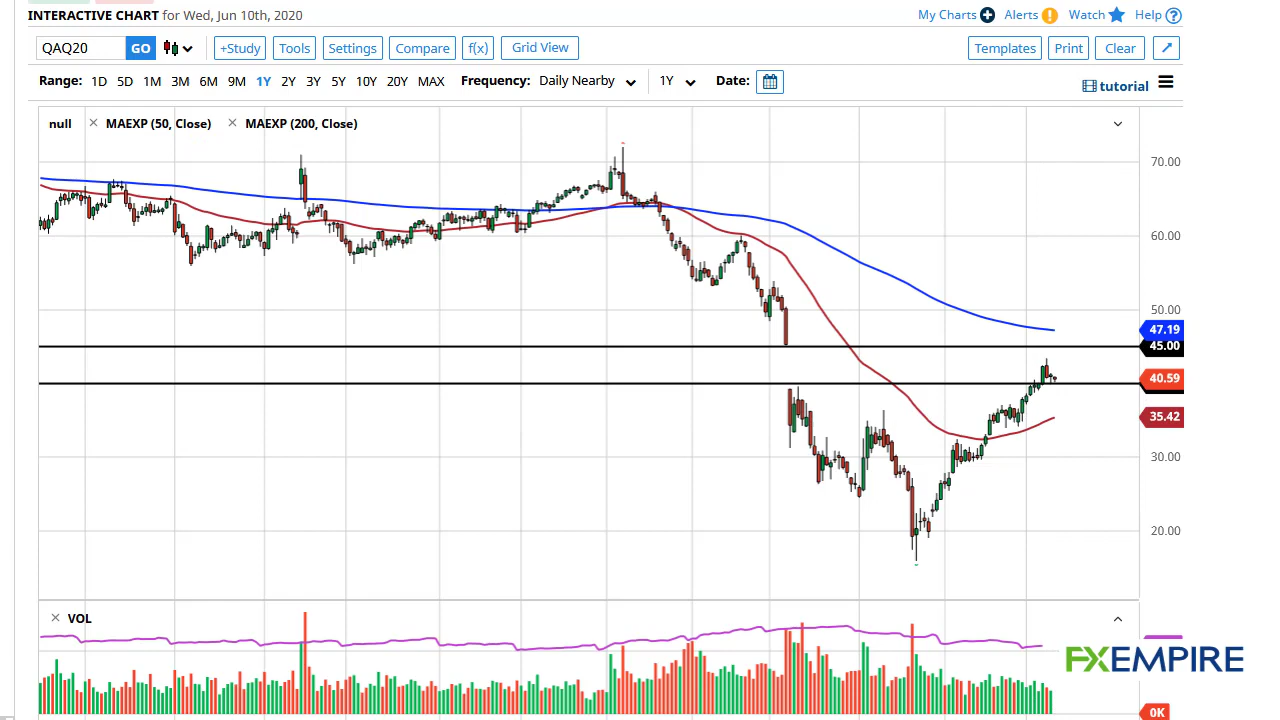 INTERACTIVE CHART for Wed, Jun 10th, 2020
My Charts Alerts Watch Help
QAQ20 GO +Study Tools Settings Compare f(x) Grid View Templates Print Clear
Range: 1D 5D 1M 3M 6M 9M 1Y 2Y 3Y 5Y 10Y 20Y MAX Frequency: Daily Nearby 1Y Date:
tutorial
null × MAEXP (50, Close) × MAEXP (200, Close)
70.00
60.00
50.00
47.19
45.00
40.59
35.42
30.00
20.00
× VOL
FXEMPIRE
0K